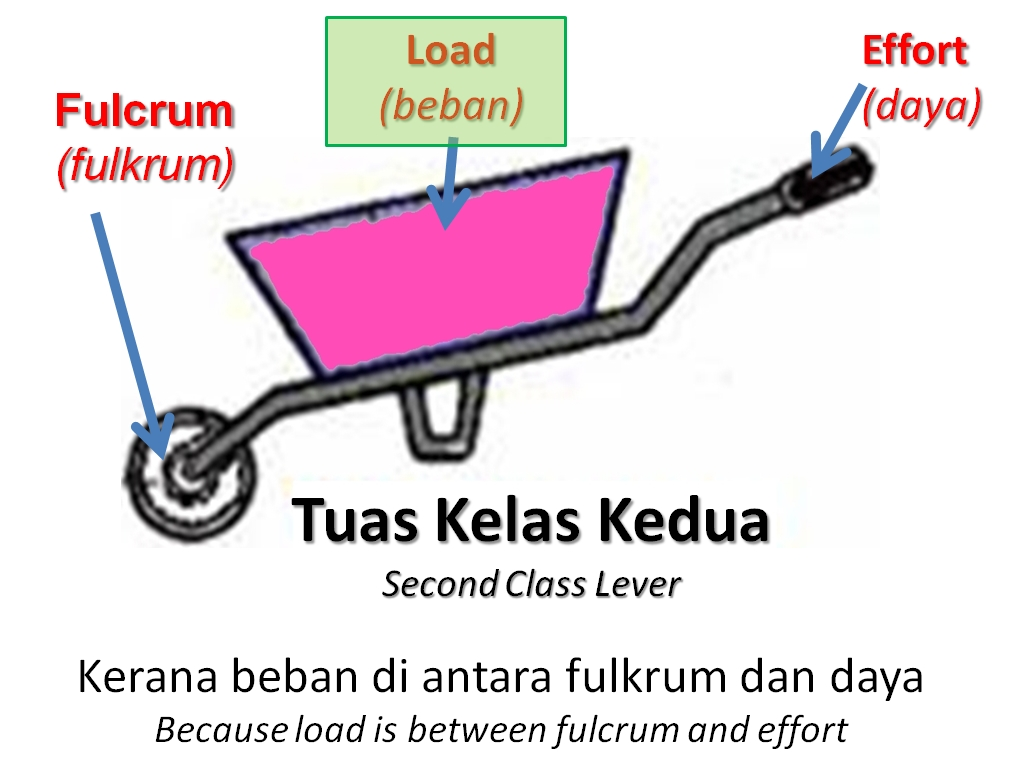 Load
(beban)
Effort
(daya)
Fulcrum
(fulkrum)
Tuas Kelas Kedua
Second Class Lever
Kerana beban di antara fulkrum dan daya
Because load is between fulcrum and effort